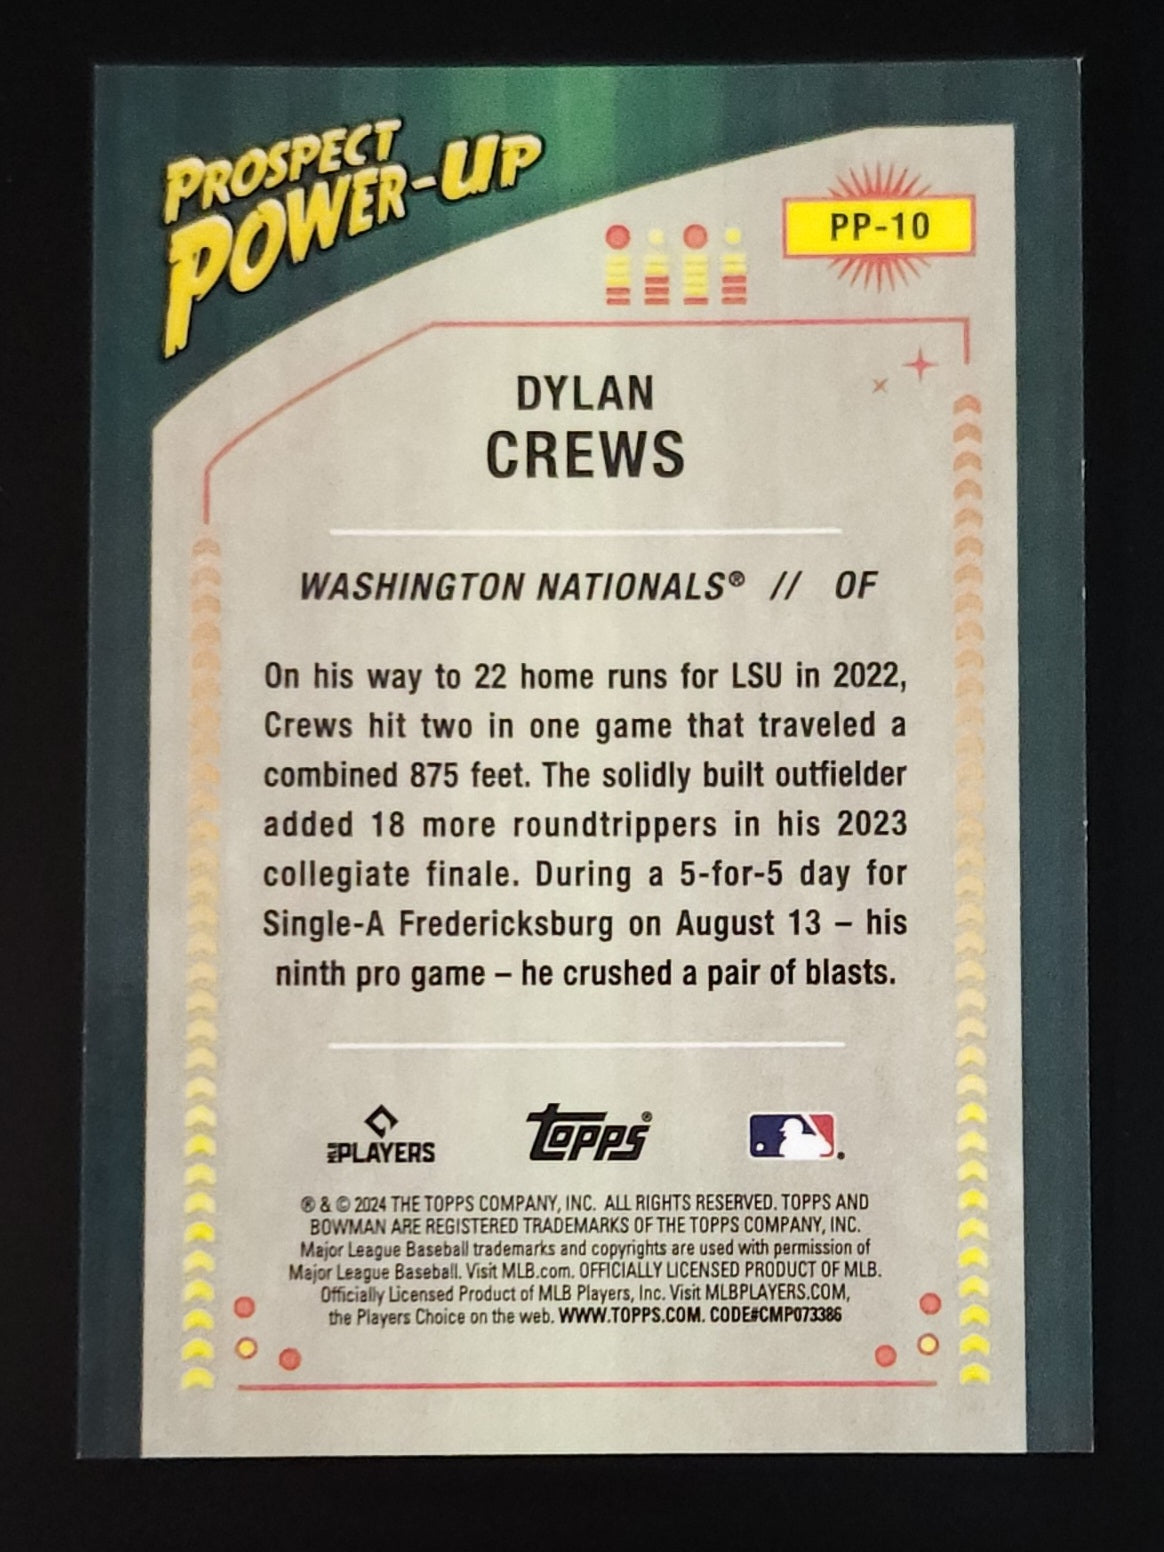 PROSPECT
POWER-UP
PP-10
DYLAN
CREWS
WASHINGTON NATIONALS® // OF
On his way to 22 home runs for LSU in 2022,
Crews hit two in one game that traveled a
combined 875 feet. The solidly built outfielder
added 18 more roundtrippers in his 2023
collegiate finale. During a 5-for-5 day for
Single-A Fredericksburg on August 13 – his
ninth pro game – he crushed a pair of blasts.
MLB PLAYERS
Topps®
® & © 2024 THE TOPPS COMPANY, INC. ALL RIGHTS RESERVED. TOPPS AND
BOWMAN ARE REGISTERED TRADEMARKS OF THE TOPPS COMPANY, INC.
Major League Baseball trademarks and copyrights are used with permission of
Major League Baseball. Visit MLB.com. OFFICIALLY LICENSED PRODUCT OF MLB.
Officially Licensed Product of MLB Players, Inc. Visit MLBPLAYERS.COM,
the Players Choice on the web. WWW.TOPPS.COM. CODE#CMP073386